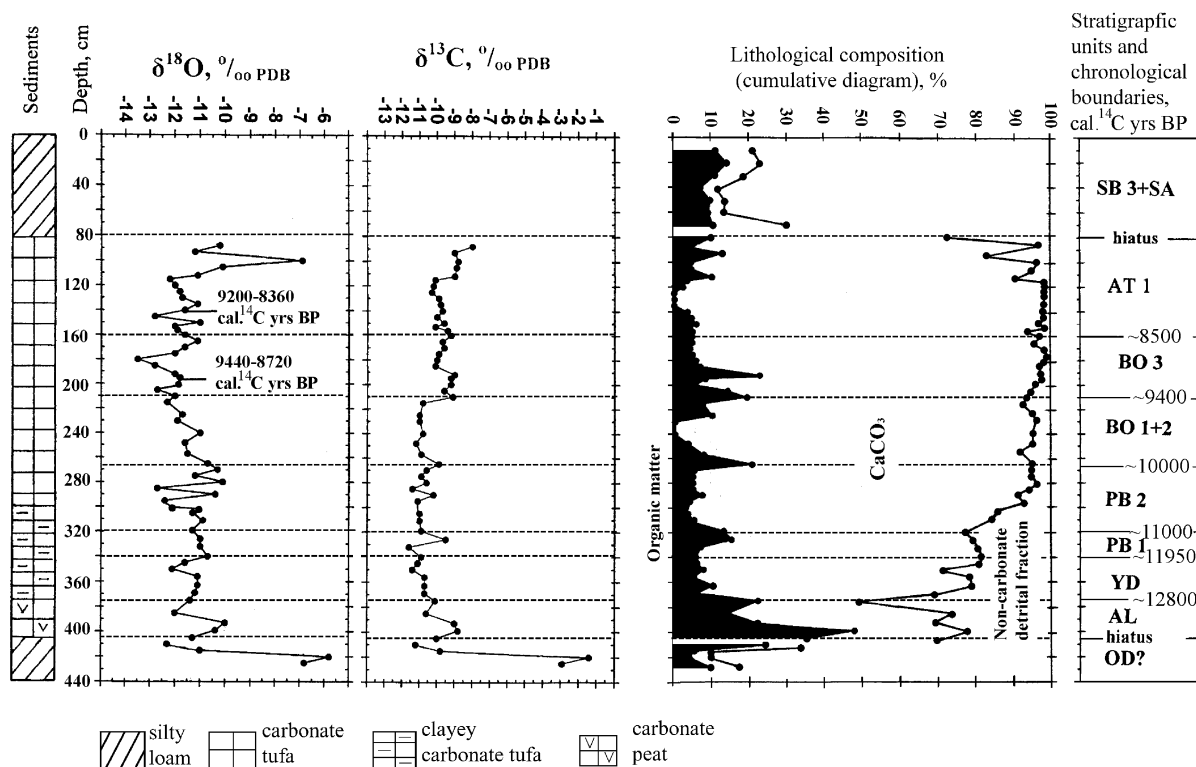 Sediments
Depth, cm
δ18O, o/oo PDB
-14 -13 -12 -11 -10 -9 -8 -7 -6 -5
δ13C, o/oo PDB
-13 -12 -11 -10 -9 -8 -7 -6 -5 -4 -3 -2 -1
Lithological composition
(cumulative diagram), %
0 10 20 30 40 50 60 70 80 90 100
Stratigrapfic
units and
chronological
boundaries,
cal.14C yrs BP
0
40
80
120
160
200
240
280
320
360
400
440
9200-8360
cal.14C yrs BP
9440-8720
cal.14C yrs BP
Organic matter
CaCO3
Non-carbonate
detrital fraction
SB 3+SA
hiatus
AT 1
~8500
BO 3
~9400
BO 1+2
~10000
PB 2
~11000
PB 1
~11950
YD
~12800
AL
hiatus
OD?
silty
loam
carbonate
tufa
clayey
carbonate tufa
carbonate
peat